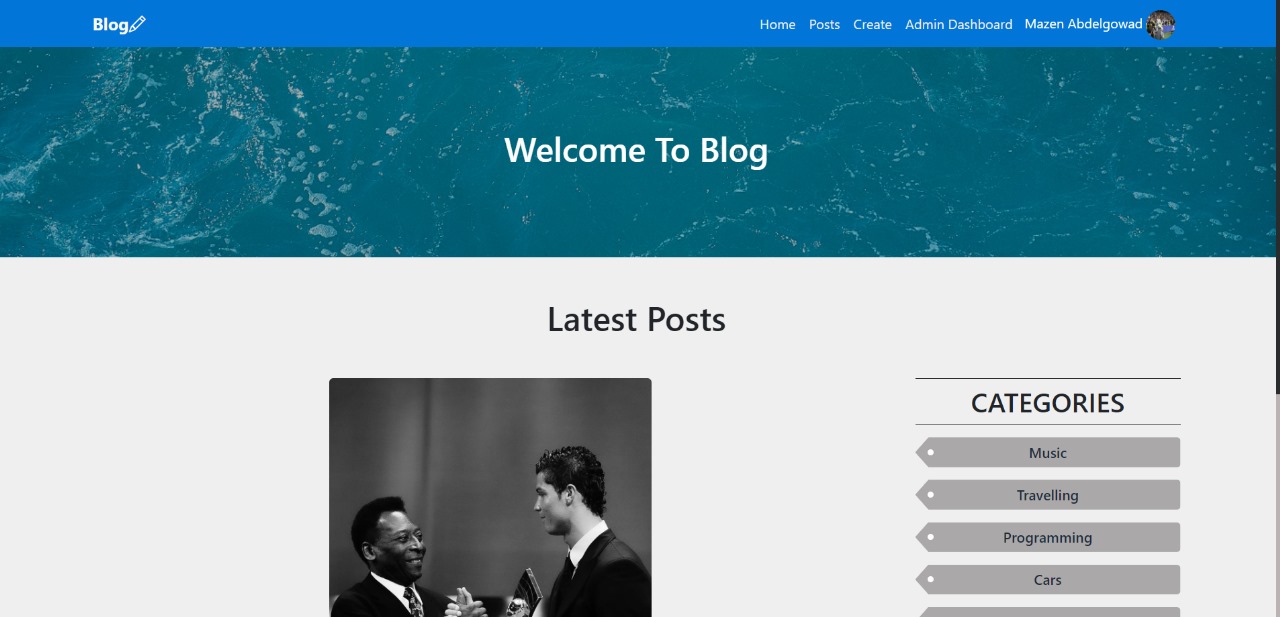 Blog
Home Posts Create Admin Dashboard Mazen Abdelgowad
Welcome To Blog
Latest Posts
CATEGORIES
Music
Travelling
Programming
Cars